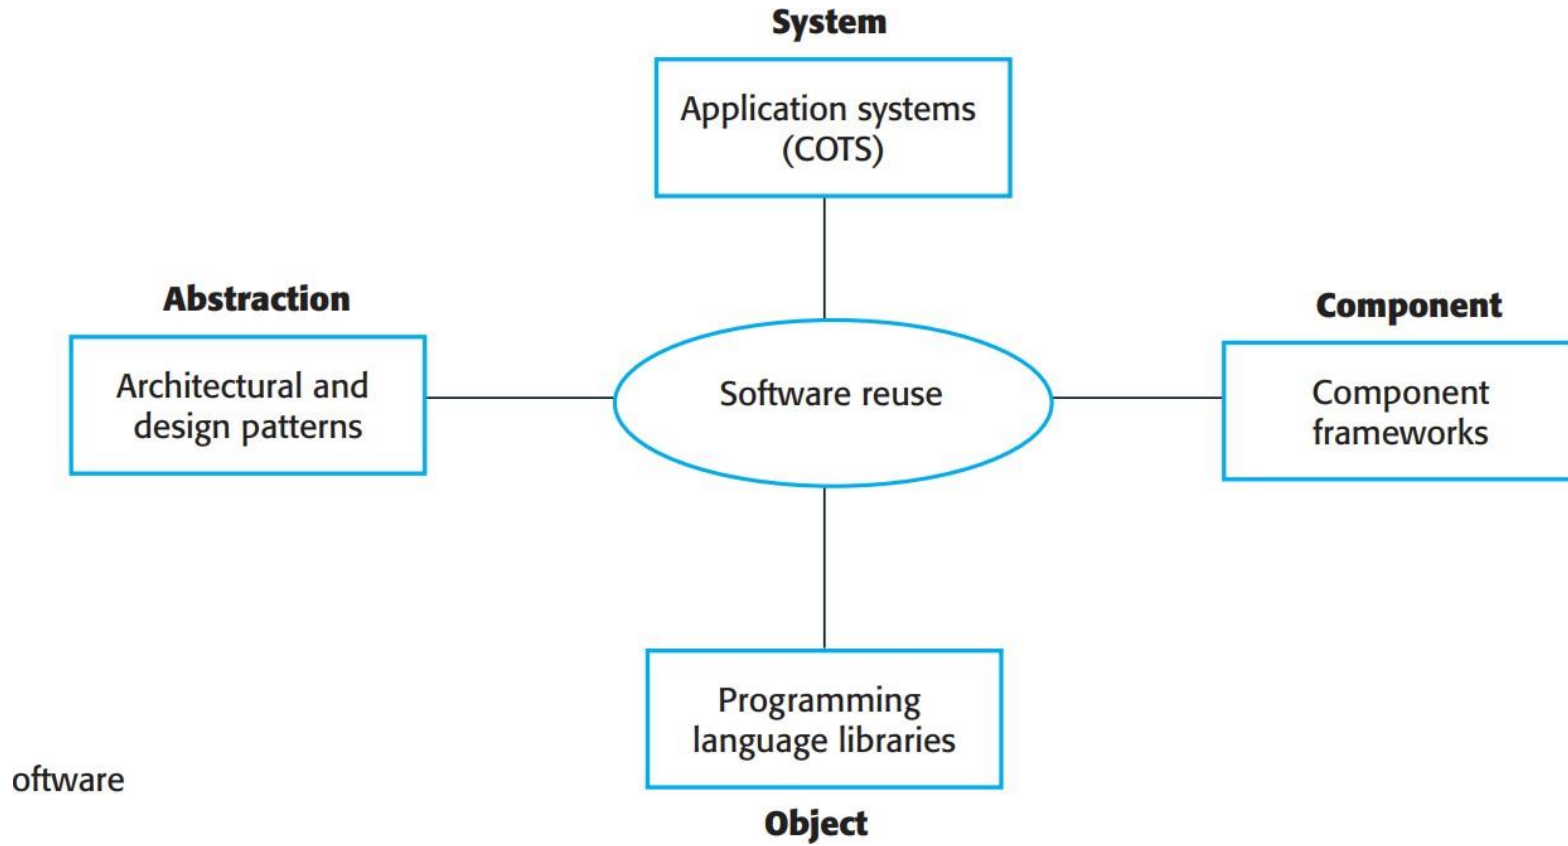 System
Application systems
(COTS)
Abstraction
Architectural and
design patterns
Software reuse
Component
Component
frameworks
Programming
language libraries
Object
oftware